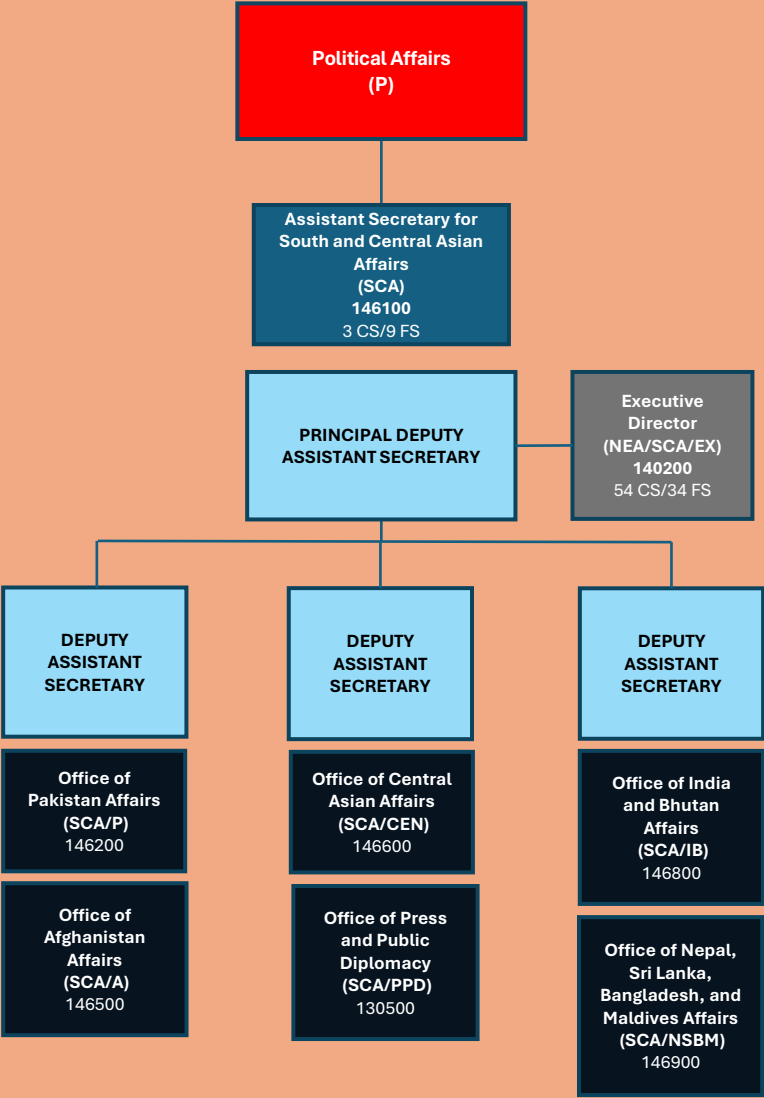 Political Affairs
(P)
Assistant Secretary for
South and Central Asian
Affairs
(SCA)
146100
3 CS/9 FS
PRINCIPAL DEPUTY
ASSISTANT SECRETARY
Executive
Director
(NEA/SCA/EX)
140200
54 CS/34 FS
DEPUTY
ASSISTANT
SECRETARY
DEPUTY
ASSISTANT
SECRETARY
DEPUTY
ASSISTANT
SECRETARY
Office of
Pakistan Affairs
(SCA/P)
146200
Office of Central
Asian Affairs
(SCA/CEN)
146600
Office of India
and Bhutan
Affairs
(SCA/IB)
146800
Office of
Afghanistan
Affairs
(SCA/A)
146500
Office of Press
and Public
Diplomacy
(SCA/PPD)
130500
Office of Nepal,
Sri Lanka,
Bangladesh, and
Maldives Affairs
(SCA/NSBM)
146900